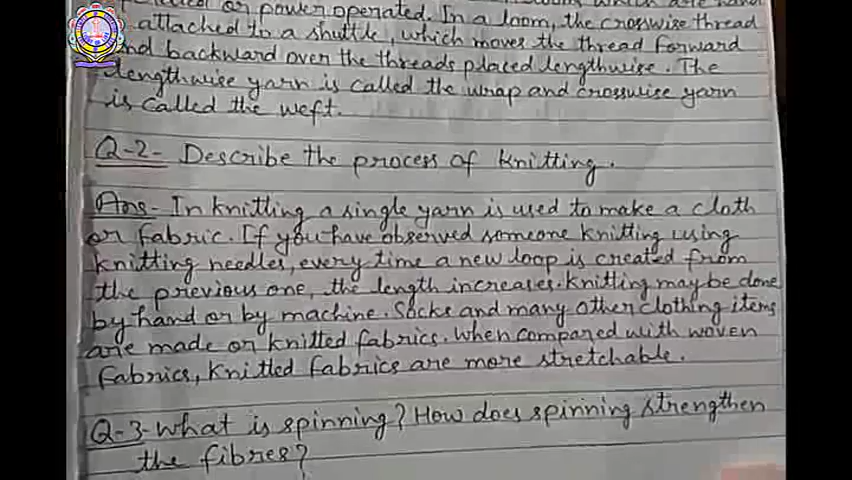 or power operated. In a loom, the crosswise thread
attached to a shuttle, which moves the thread forward
and backward over the threads placed lengthwise. The
lengthwise yarn is called the wrap and crosswise yarn
is called the weft.
Q-2- Describe the process of knitting.
Ans- In knitting a single yarn is used to make a cloth
or fabric. If you have observed someone knitting using
knitting needles, every time a new loop is created from
the previous one, the length increases. Knitting may be done
by hand or by machine. Socks and many other clothing items
are made or knitted fabrics. When compared with woven
fabrics, knitted fabrics are more stretchable.
Q-3- What is spinning? How does spinning strengthen
the fibres?